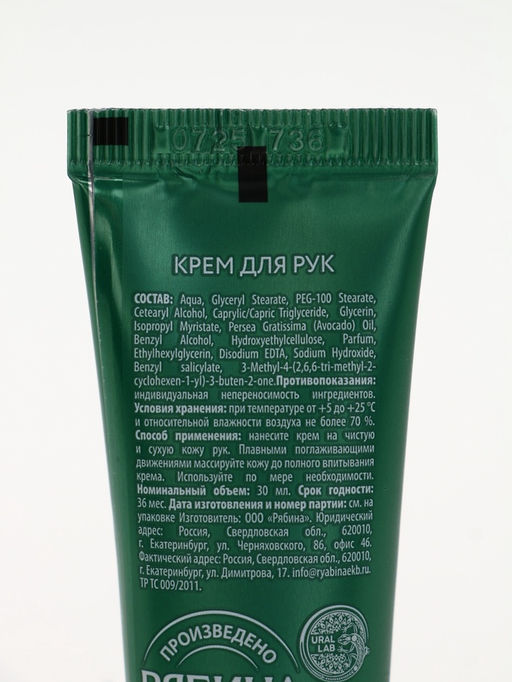 0725 736
КРЕМ ДЛЯ РУК
СОСТАВ: Aqua, Glyceryl Stearate, PEG-100 Stearate,
Cetearyl Alcohol, Caprylic/Capric Triglyceride, Glycerin,
Isopropyl Myristate, Persea Gratissima (Avocado) Oil,
Benzyl Alcohol, Hydroxyethylcellulose, Parfum,
Ethylhexylglycerin, Disodium EDTA, Sodium Hydroxide,
Benzyl salicylate, 3-Methyl-4-(2,6,6-tri-methyl-2-
cyclohexen-1-yl)-3-buten-2-one.Противопоказания:
индивидуальная непереносимость ингредиентов.
Условия хранения: при температуре от +5 до +25 °C
и относительной влажности воздуха не более 70 %.
Способ применения: нанесите крем на чистую
и сухую кожу рук. Плавными поглаживающими
движениями массируйте кожу до полного впитывания
крема. Используйте по мере необходимости.
Номинальный объем: 30 мл. Срок годности:
36 мес. Дата изготовления и номер партии: см. на
упаковке Изготовитель: ООО «Рябина». Юридический
адрес: Россия, Свердловская обл., 620010,
г. Екатеринбург, ул. Черняховского, 86, офис 46.
Фактический адрес: Россия, Свердловская обл., 620010,
г. Екатеринбург, ул. Димитрова, 17. info@ryabinaekb.ru.
ТР ТС 009/2011.
ПРОИЗВЕДЕНО
РЯБИНА
URAL
LAB